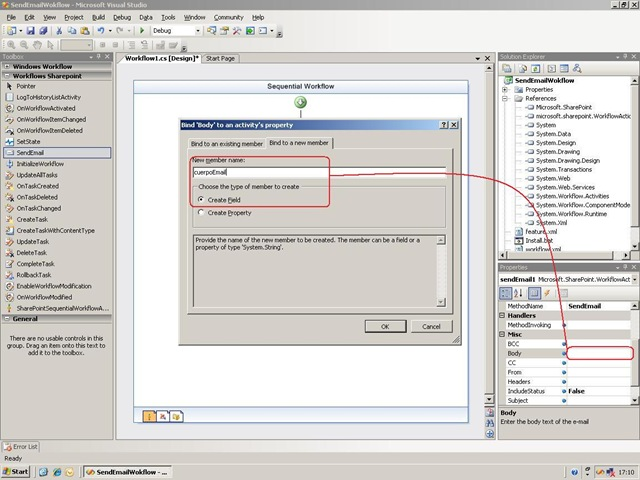 SendEmailWokflow - Microsoft Visual Studio
File Edit View Project Build Debug Data Tools Window Community Help
Debug
Toolbox
Windows Workflow
Workflows Sharepoint
Pointer
LogToHistoryListActivity
OnWorkflowActivated
OnWorkflowItemChanged
OnWorkflowItemDeleted
SetState
SendEmail
InitializeWorkflow
UpdateAllTasks
OnTaskCreated
OnTaskDeleted
OnTaskChanged
CreateTask
CreateTaskWithContentType
UpdateTask
DeleteTask
CompleteTask
RollbackTask
EnableWorkflowModification
OnWorkflowModified
SharePointSequentialWorkflowA...
General
There are no usable controls in this
group. Drag an item onto this text to
add it to the toolbox.
Workflow1.cs [Design]* Start Page
Sequential Workflow
Bind 'Body' to an activity's property
Bind to an existing member Bind to a new member
New member name:
cuerpoEmail
Choose the type of member to create
Create Field
Create Property
Provide the name of the new member to be created. The member can be a field or a
property of type 'System.String'.
OK Cancel
Solution Explorer
SendEmailWokflow
Properties
References
Microsoft.SharePoint
microsoft.sharepoint.workflowActio
System
System.Data
System.Design
System.Drawing
System.Drawing.Design
System.Transactions
System.Web
System.Web.Services
System.Workflow.Activities
System.Workflow.ComponentMode
System.Workflow.Runtime
System.Xml
feature.xml
Install.bat
workflow.xml
Properties
sendEmail1 Microsoft.SharePoint.WorkflowActi
MethodName SendEmail
Handlers
MethodInvoking
Misc
BCC
Body
CC
From
Headers
IncludeStatus False
Subject
Body
Enter the body text of the e-mail
Error List
Ready
Start
SendEmailWokflow - ...
17:10